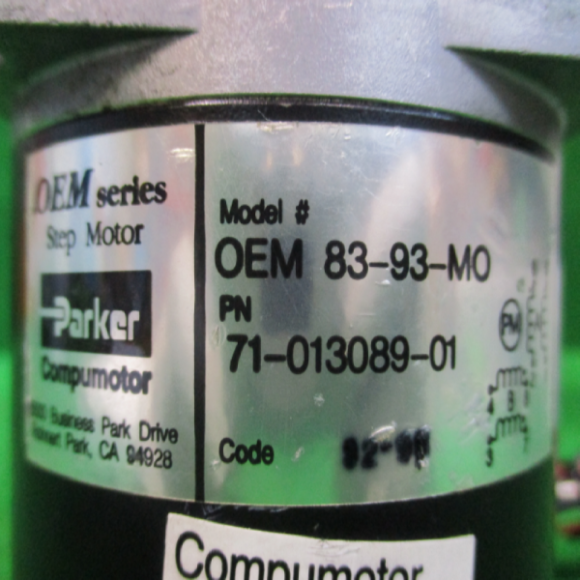 OEM series
Step Motor
Parker
Compumotor
Business Park Drive
Park, CA 94928
Model #
OEM 83-93-MO
PN
71-013089-01
Code
PM
Compumotor